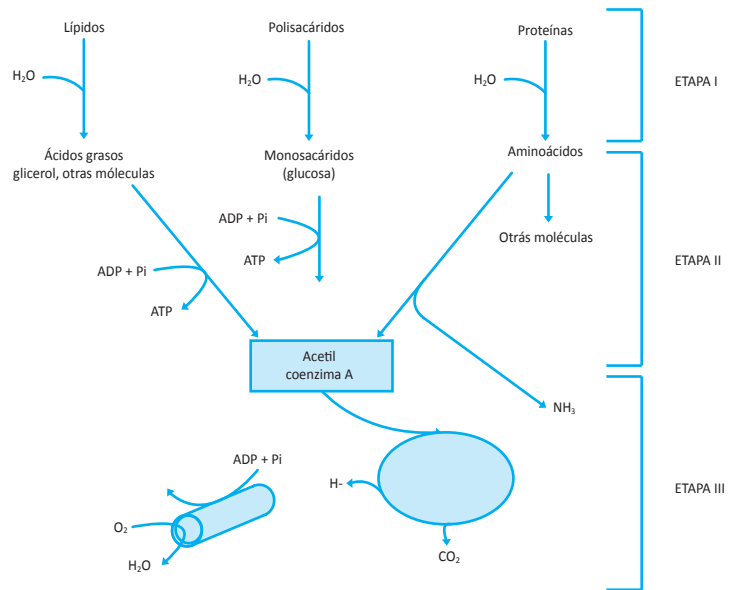 Lípidos
Polisacáridos
Proteínas
H₂O
H₂O
H₂O
ETAPA I
Ácidos grasos
glicerol, otras móleculas
Monosacáridos
(glucosa)
Aminoácidos
ADP + Pi
ATP
Otrás moléculas
ADP + Pi
ATP
ETAPA II
Acetil
coenzima A
NH₃
ADP + Pi
H-
ETAPA III
O₂
H₂O
CO₂